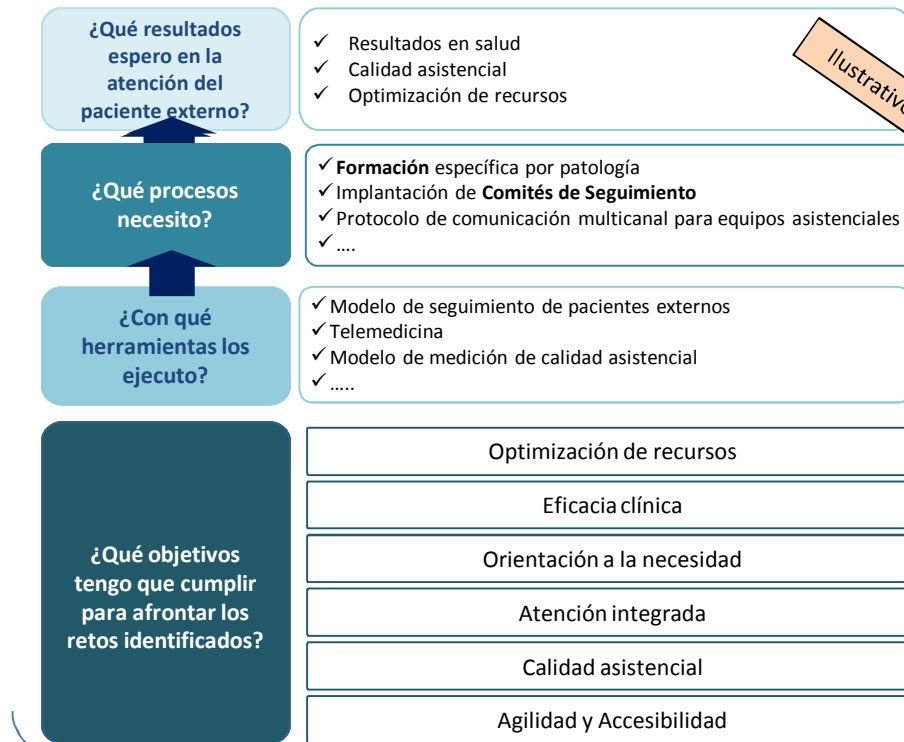 ¿Qué resultados
espero en la
atención del
paciente externo?
✓ Resultados en salud
✓ Calidad asistencial
✓ Optimización de recursos
Ilustrativo
¿Qué procesos
necesito?
✓ Formación específica por patología
✓ Implantación de Comités de Seguimiento
✓ Protocolo de comunicación multicanal para equipos asistenciales
✓ ....
¿Con qué
herramientas los
ejecuto?
✓ Modelo de seguimiento de pacientes externos
✓ Telemedicina
✓ Modelo de medición de calidad asistencial
✓ .....
¿Qué objetivos
tengo que cumplir
para afrontar los
retos identificados?
Optimización de recursos
Eficacia clínica
Orientación a la necesidad
Atención integrada
Calidad asistencial
Agilidad y Accesibilidad